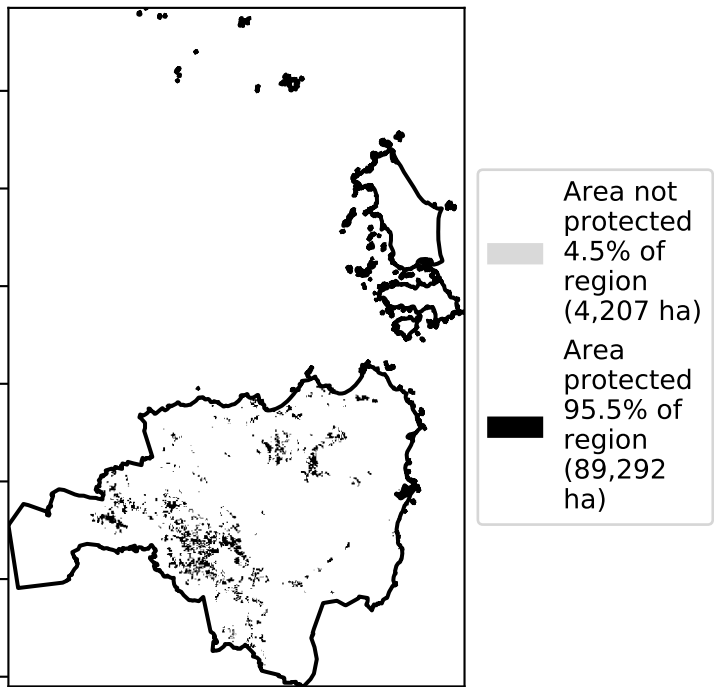 Area not
protected
4.5% of
region
(4,207 ha)
Area
protected
95.5% of
region
(89,292
ha)